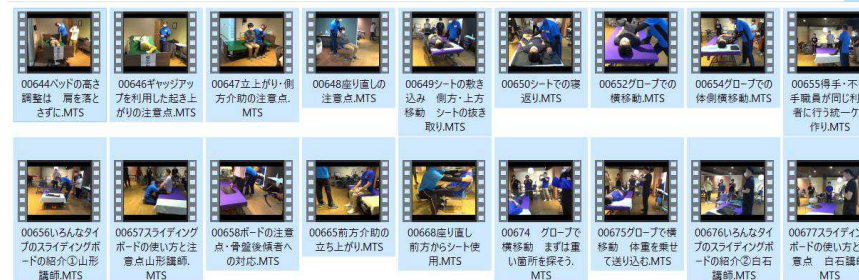 00644ベッドの高さ
調整は　肩を落と
さずに.MTS
00646ギャッジアッ
プを利用した起き上
がりの注意点.MTS
00647立上がり・側
方介助の注意点.
MTS
00648座り直しの
注意点.MTS
00649シートの敷き
込み　側方・上方
移動　シートの抜き
取り.MTS
00650シートでの寝
返り.MTS
00652グローブでの
横移動.MTS
00654グローブでの
体側横移動.MTS
00655得手・不
手職員が同じ利
者に行う統一ケ
作り.MTS
00656いろんなタイ
プのスライディングボ
ードの紹介①山形
講師.MTS
00657スライディング
ボードの使い方と注
意点山形講師.
MTS
00658ボードの注意
点・骨盤後傾者へ
の対応.MTS
00665前方介助の
立ち上がり.MTS
00668座り直し
前方からシート使
用.MTS
00674　グローブで
横移動　まずは重
い箇所を探そう.
MTS
00675グローブで横
移動　体重を乗せ
て送り込む.MTS
00676いろんなタイ
プのスライディングボ
ードの紹介②白石
講師.MTS
00677スライディン
ボードの使い方と
意点　白石講師
MTS